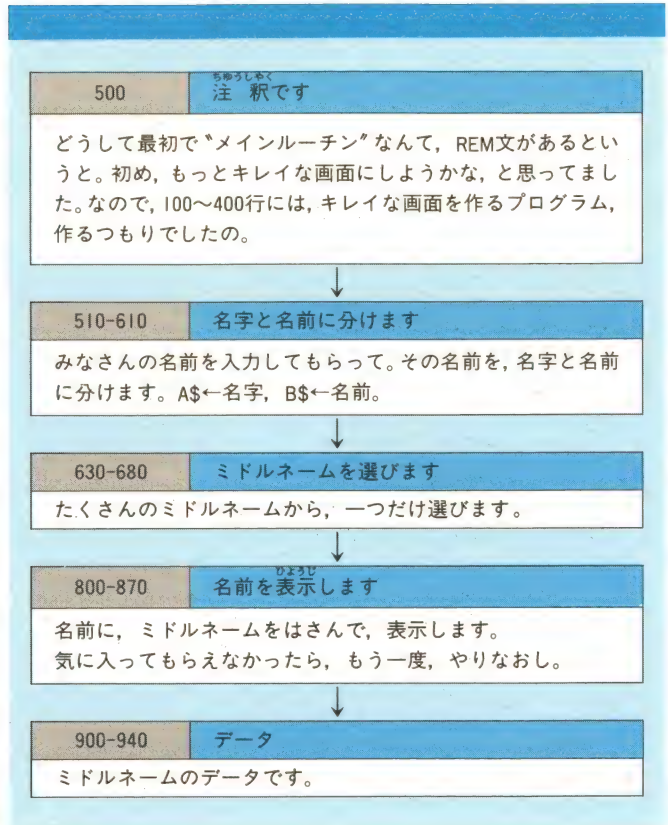 500 注釈です
ちゅうしゃく
どうして最初で〝メインルーチン〟なんて，REM文があるとい
うと。初め，もっとキレイな画面にしようかな，と思ってまし
た。なので，100〜400行には，キレイな画面を作るプログラム，
作るつもりでしたの。
↓
510-610 名字と名前に分けます
みなさんの名前を入力してもらって。その名前を，名字と名前
に分けます。A$←名字，B$←名前。
↓
630-680 ミドルネームを選びます
たくさんのミドルネームから，一つだけ選びます。
↓
ひょうじ
800-870 名前を表示します
名前に，ミドルネームをはさんで，表示します。
気に入ってもらえなかったら，もう一度，やりなおし。
↓
900-940 データ
ミドルネームのデータです。